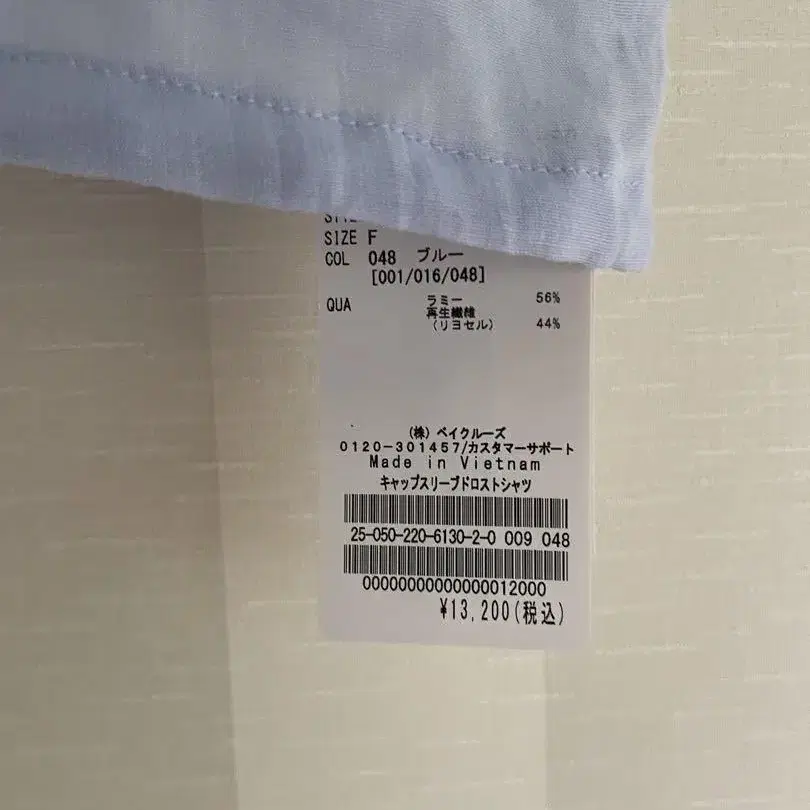 SIZE F
COL 048 ブルー
[001/016/048]
QUA ラミー 56%
再生繊維
(リヨセル) 44%
(株) ベイクルーズ
0120-301457/カスタマーサポート
Made in Vietnam
キャップスリーブドロストシャツ
25-050-220-6130-2-0 009 048
00000000000000012000
¥13,200(税込)